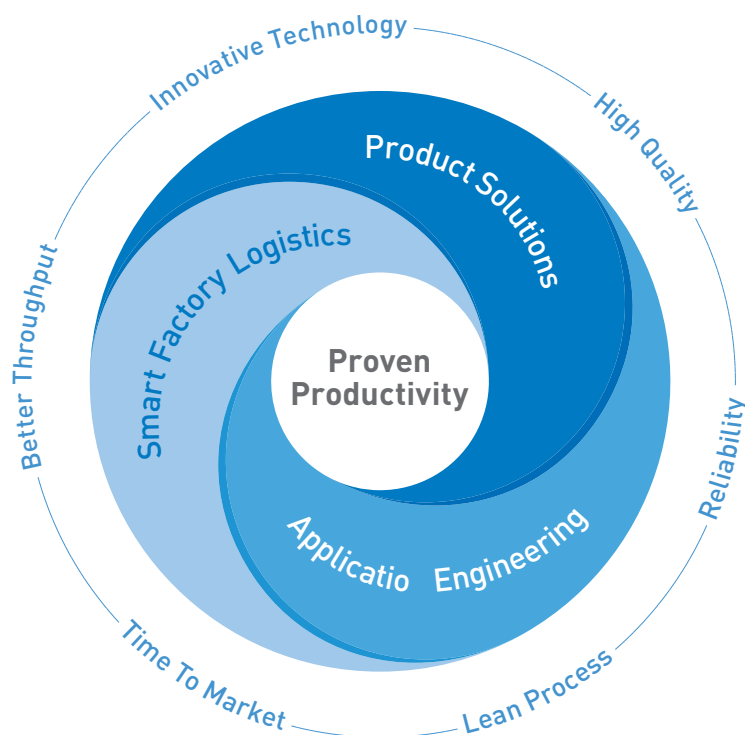 Innovative Technology
High Quality
Reliability
Lean Process
Time To Market
Better Throughput
Product Solutions
Smart Factory Logistics
Applicatio Engineering
Proven
Productivity